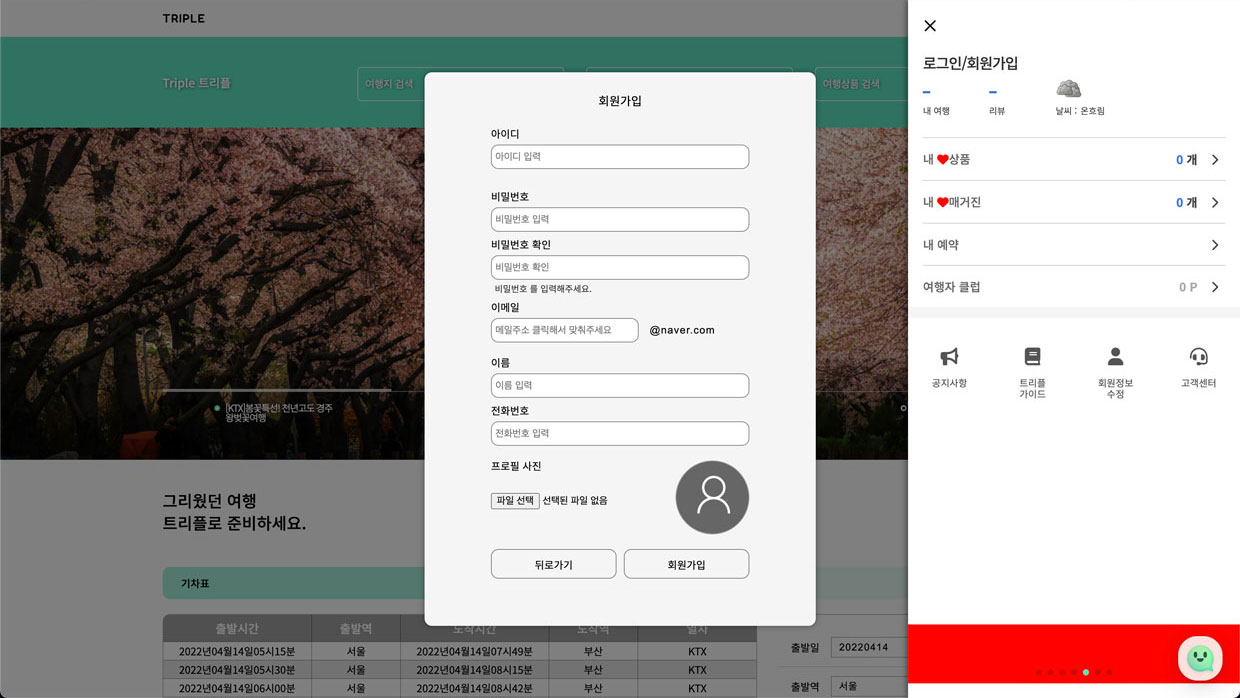 TRIPLE
Triple 트리플
여행지 검색
여행상품 검색
[KTX]봄꽃특선! 천년고도 경주
왕벚꽃여행
그리웠던 여행
트리플로 준비하세요.
기차표
출발시간 출발역 도착시간 도착역 열차
2022년04월14일05시15분 서울 2022년04월14일07시49분 부산 KTX
2022년04월14일05시30분 서울 2022년04월14일08시15분 부산 KTX
2022년04월14일06시00분 서울 2022년04월14일08시42분 부산 KTX
출발일 20220414
출발역 서울
회원가입
아이디
아이디 입력
비밀번호
비밀번호 입력
비밀번호 확인
비밀번호 확인
비밀번호 를 입력해주세요.
이메일
메일주소 클릭해서 맞춰주세요 @naver.com
이름
이름 입력
전화번호
전화번호 입력
프로필 사진
파일 선택 선택된 파일 없음
뒤로가기 회원가입
로그인/회원가입
- -
내 여행 리뷰 날씨 : 온흐림
내 ❤상품 0 개
내 ❤매거진 0 개
내 예약
여행자 클럽 0 P
공지사항 트리플 회원정보 고객센터
가이드 수정